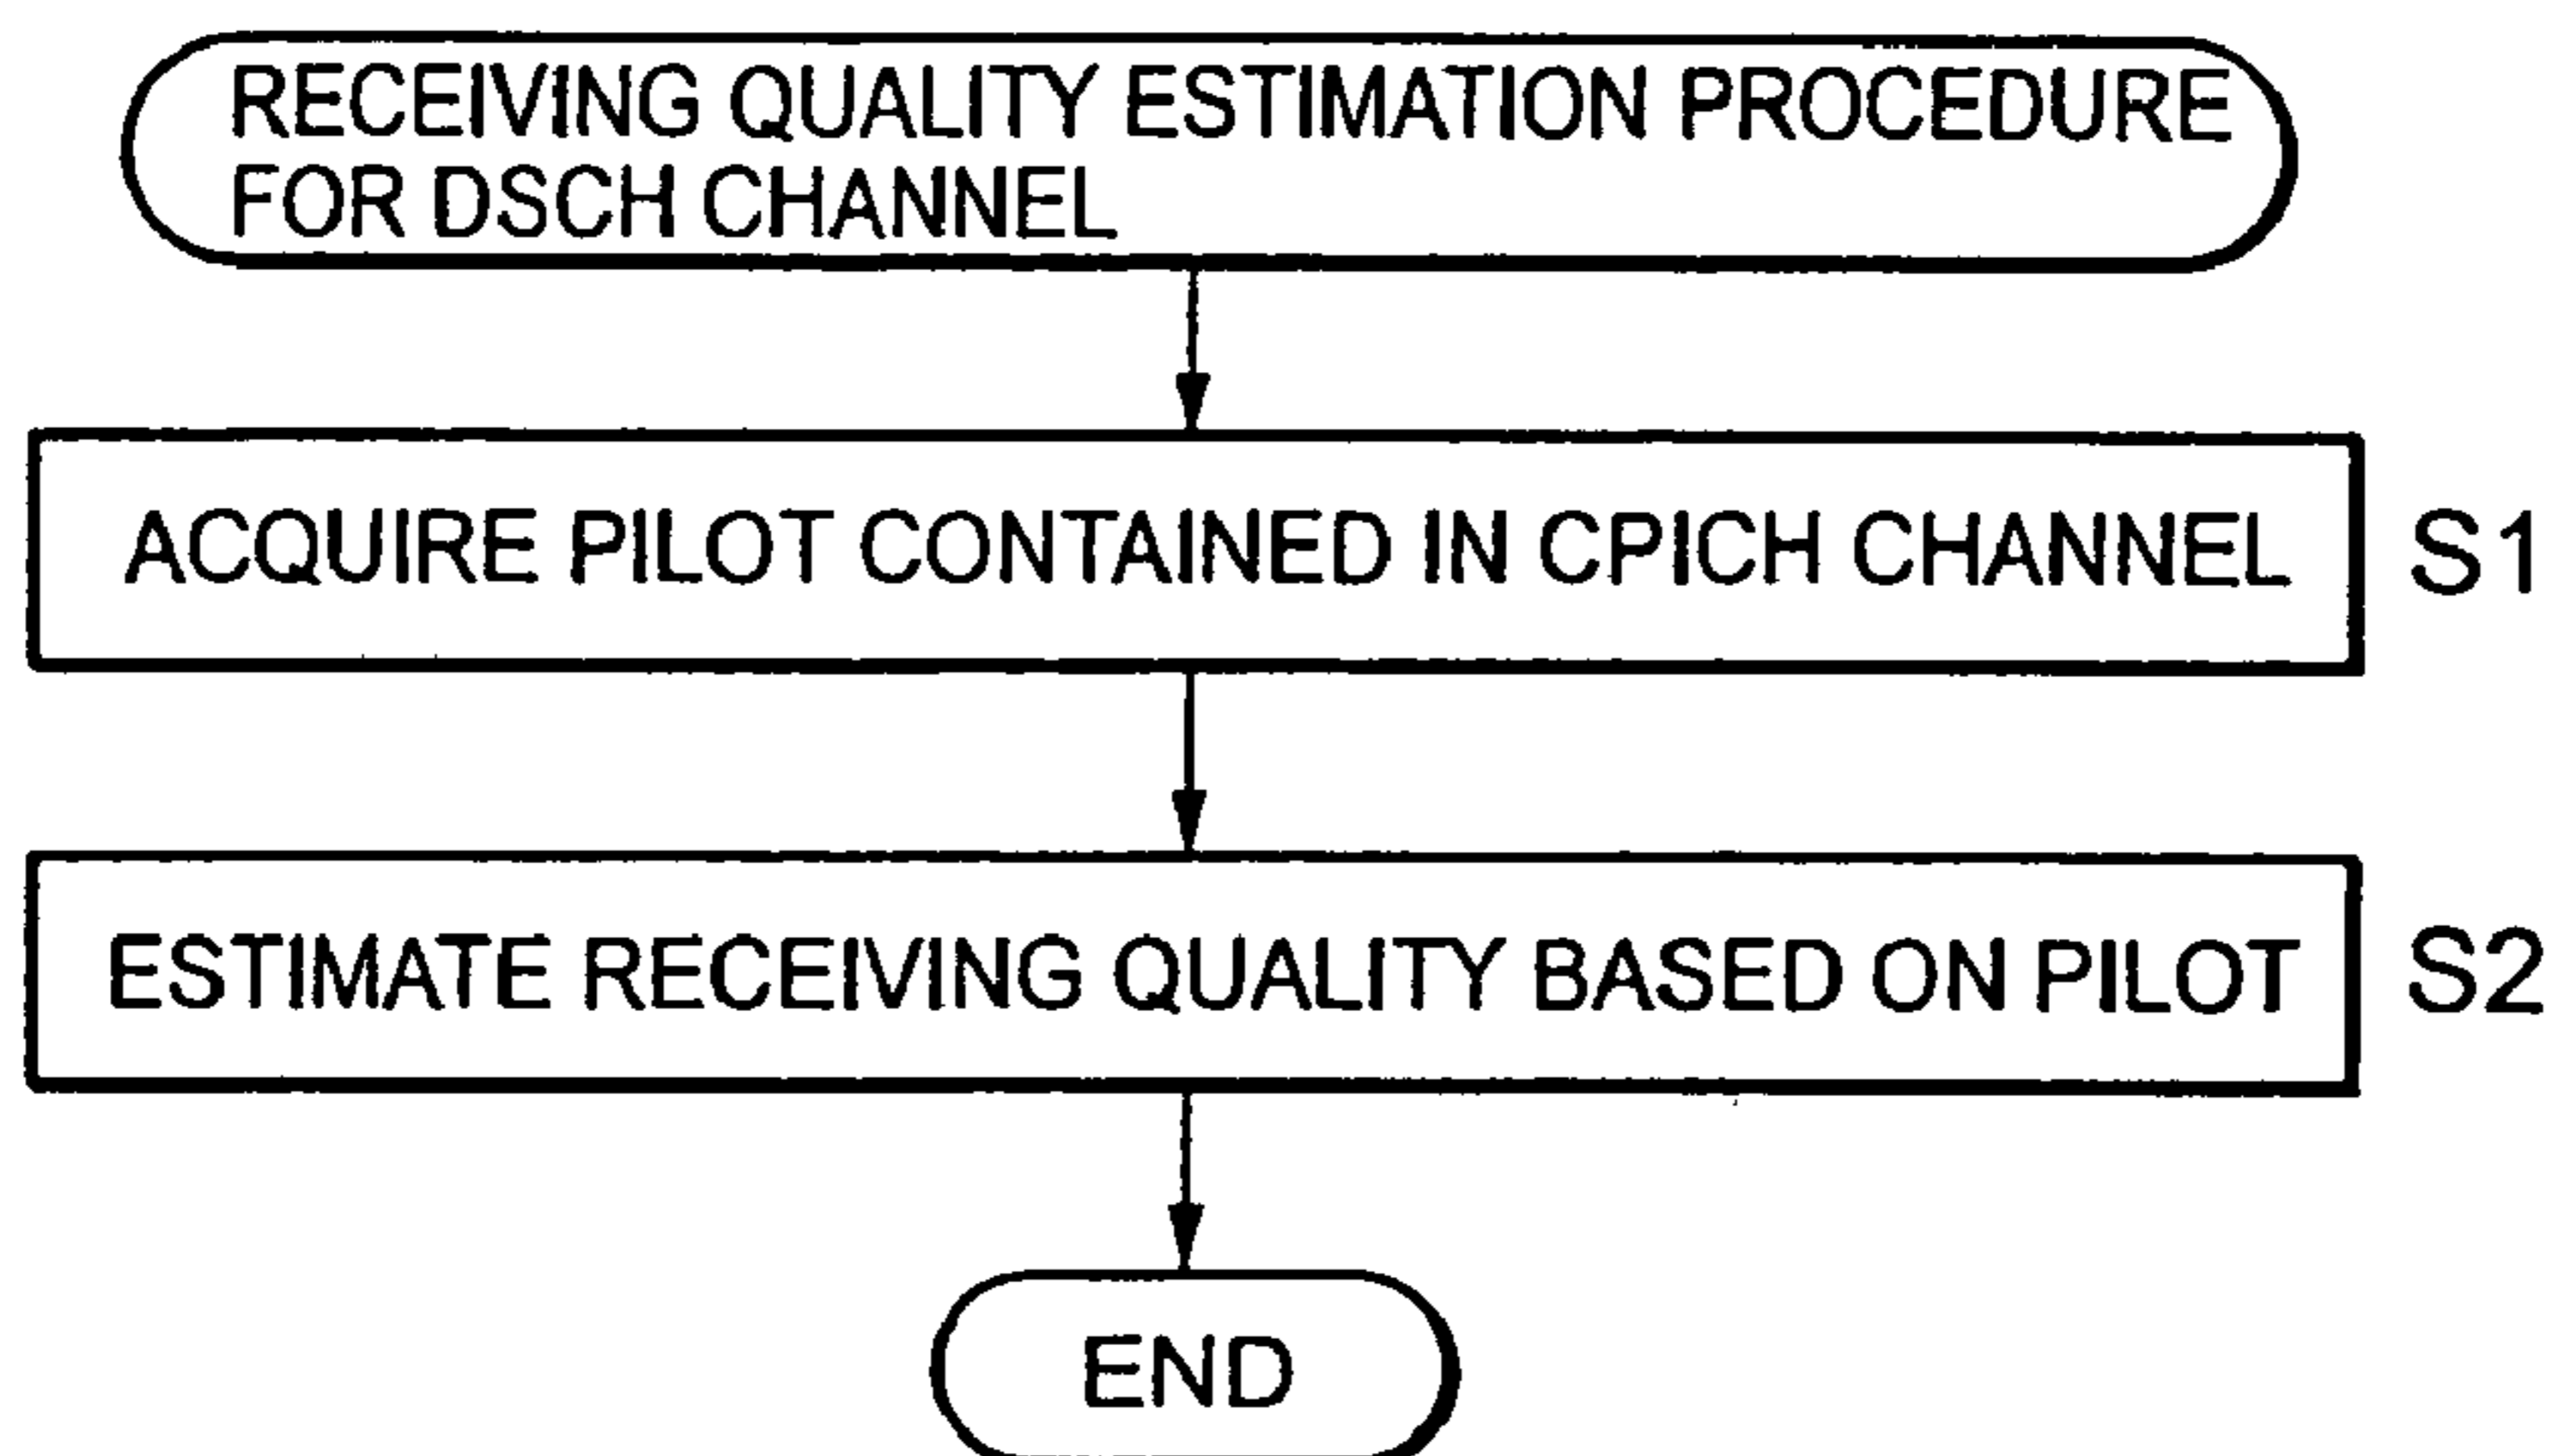 RECEIVING QUALITY ESTIMATION PROCEDURE
FOR DSCH CHANNEL
ACQUIRE PILOT CONTAINED IN CPICH CHANNEL
S1
ESTIMATE RECEIVING QUALITY BASED ON PILOT
S2
END